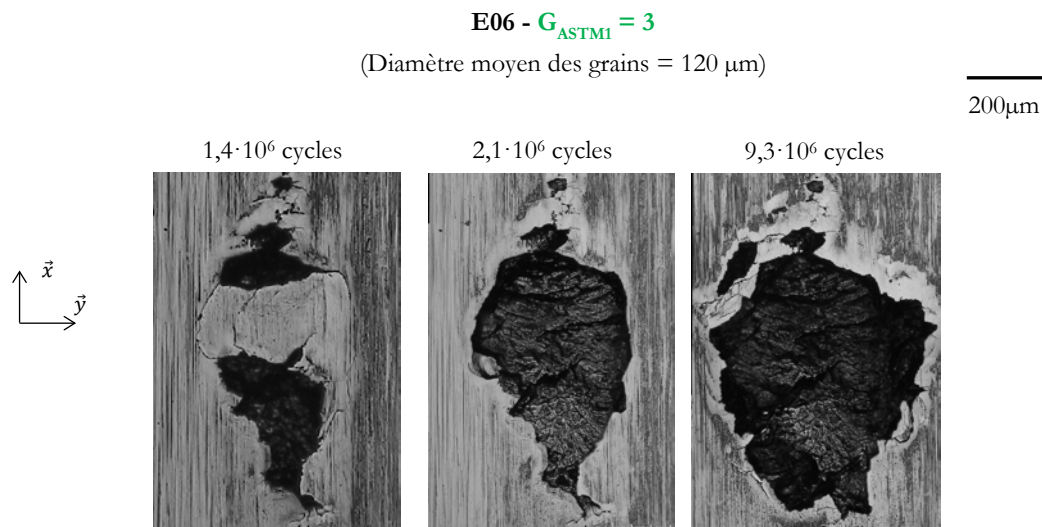 E06 - G_ASTM1 = 3
(Diamètre moyen des grains = 120 µm)
200µm
1,4·10⁶ cycles 2,1·10⁶ cycles 9,3·10⁶ cycles
x⃗
y⃗